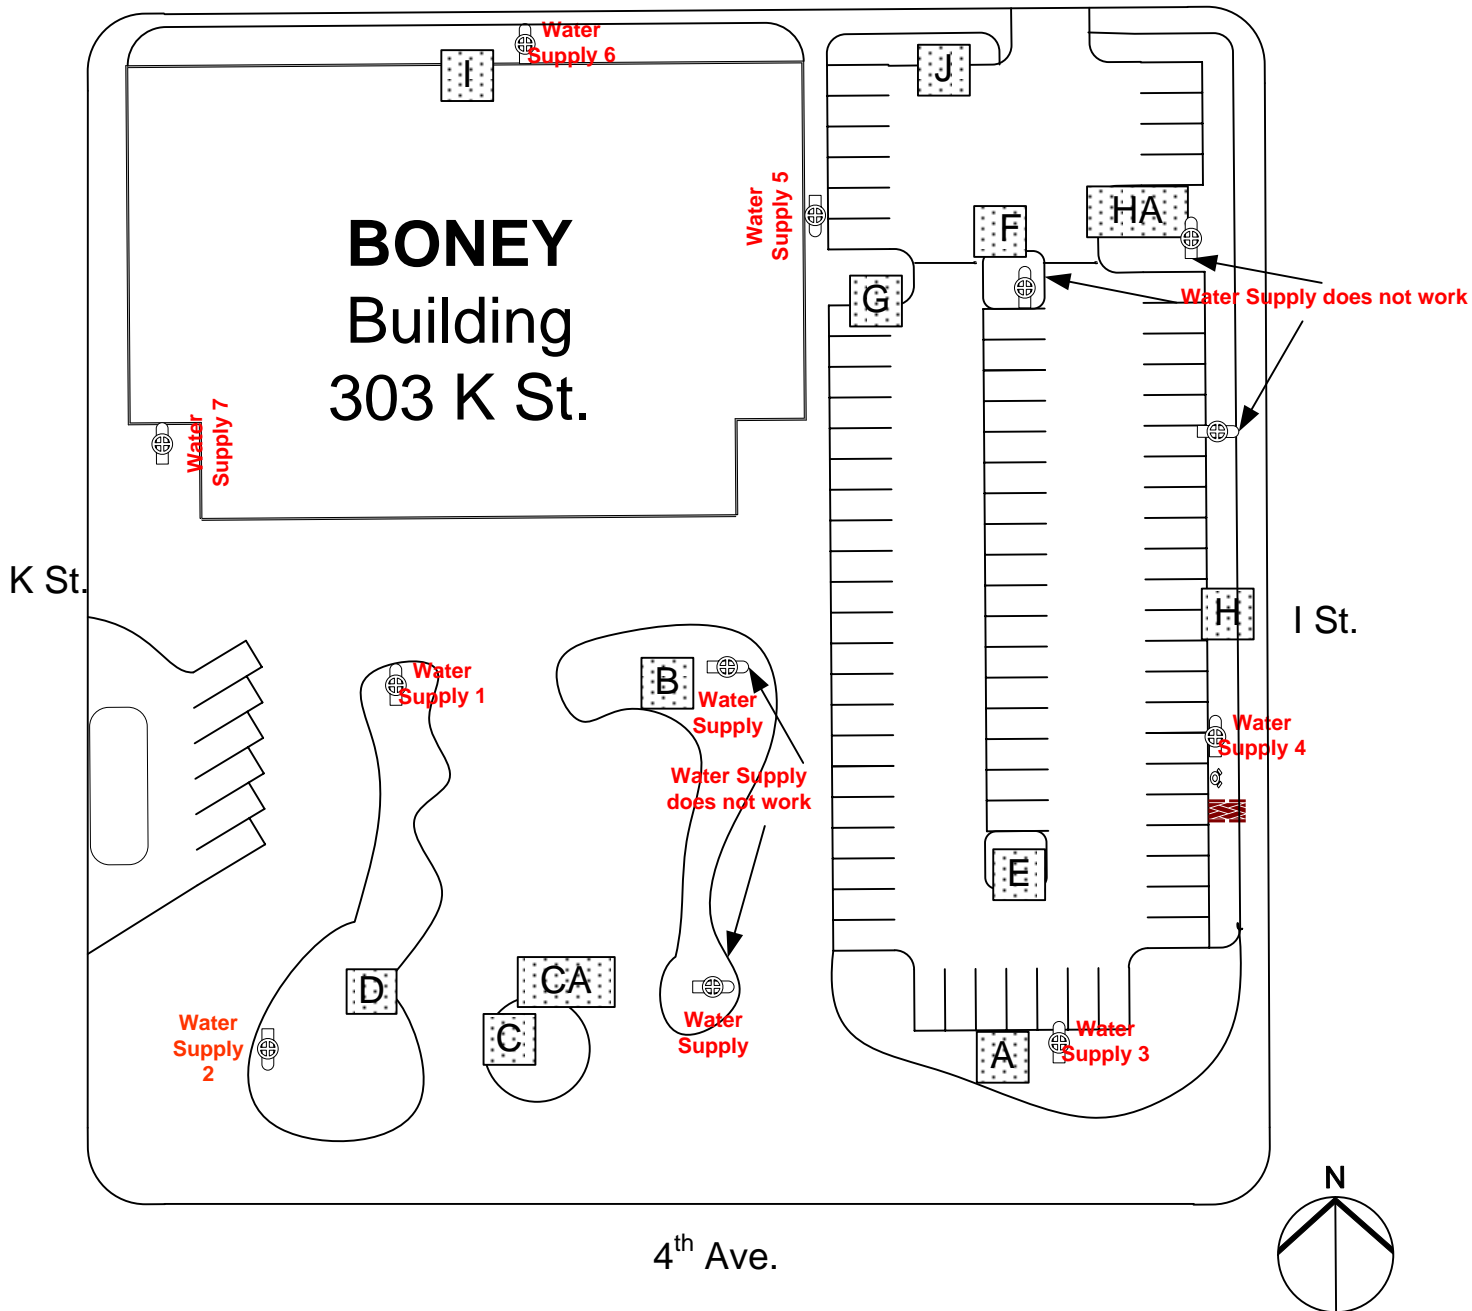 Water
Supply 6
I
J
BONEY
Building
303 K St.
Water
Supply 5
HA
F
G
Water Supply does not work
Water
Supply 7
K St.
H
I St.
Water
Supply 1
B
Water
Supply
Water
Supply 4
Water Supply
does not work
E
D
CA
C
Water
Supply
2
Water
Supply
A
Water
Supply 3
4th Ave.
N